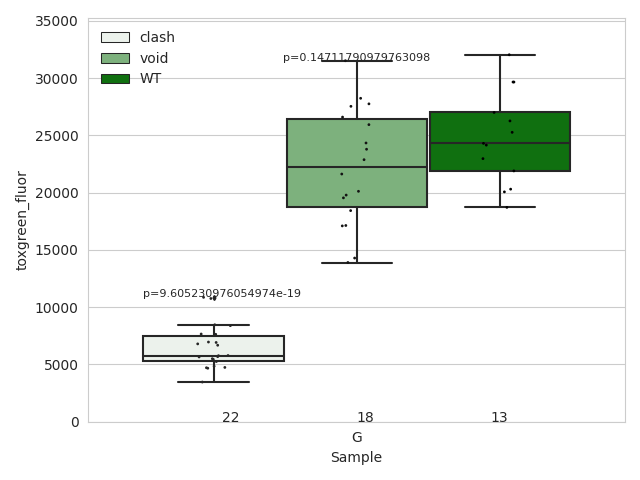 35000
clash
void
WT
p=0.14711790979763098
30000
25000
20000
15000
p=9.605230976054974e-19
10000
5000
0
22
18
13
G
Sample
toxgreen_fluor